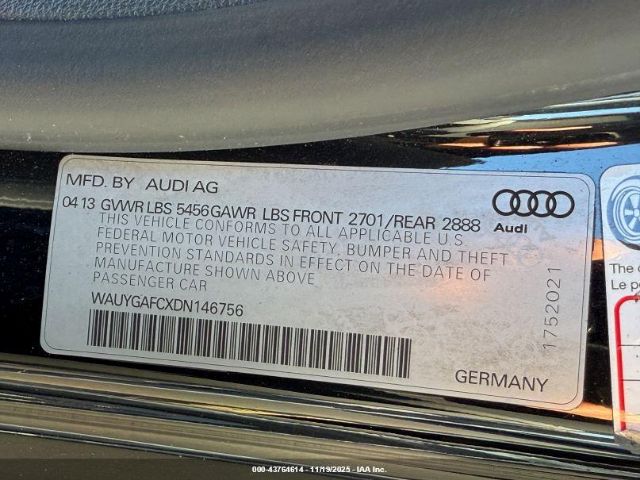 MFD. BY AUDI AG
04 13 GVWR LBS 5456 GAWR LBS FRONT 2701 / REAR 2888
THIS VEHICLE CONFORMS TO ALL APPLICABLE U S
FEDERAL MOTOR VEHICLE SAFETY, BUMPER AND THEFT
PREVENTION STANDARDS IN EFFECT ON THE DATE OF
MANUFACTURE SHOWN ABOVE
PASSENGER CAR
WAUYGAFCXDN146756
Audi
1752021
GERMANY
The
Le
000-43764614 - 11/19/2025 - IAA Inc.